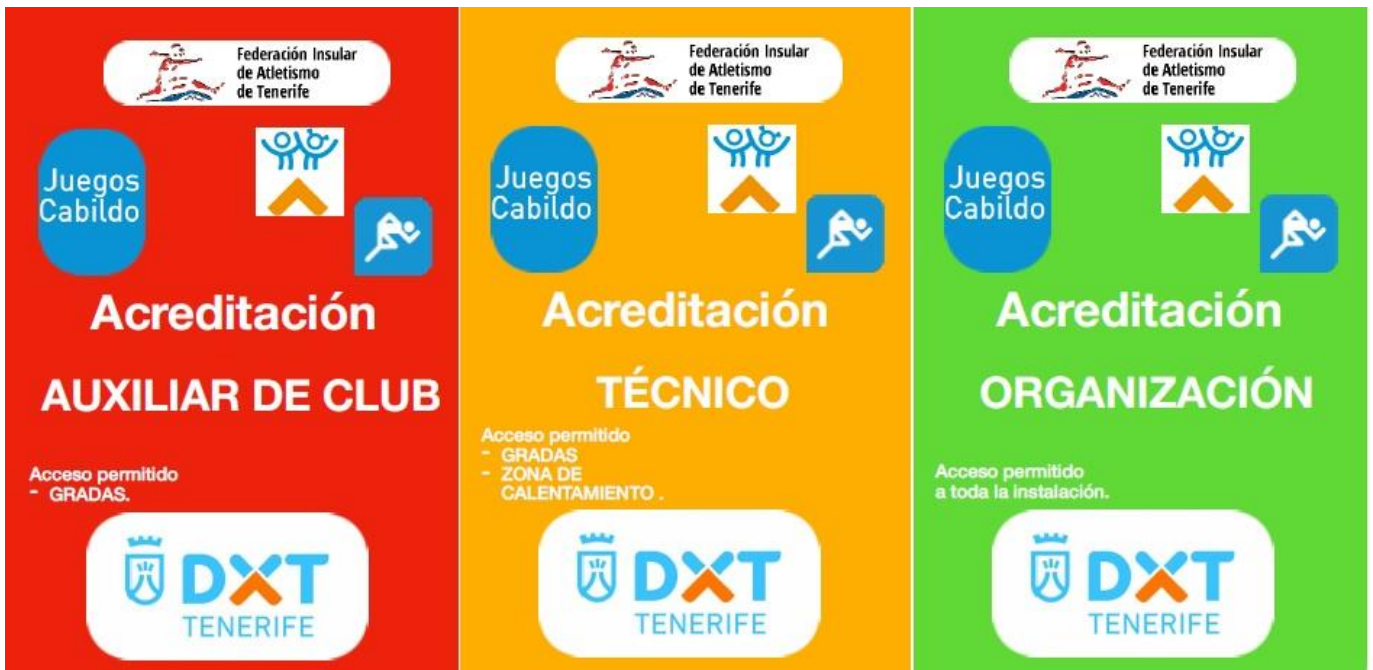 Federación Insular
de Atletismo
de Tenerife
Juegos
Cabildo
Acreditación
AUXILIAR DE CLUB
Acceso permitido
- GRADAS.
DXT
TENERIFE
Federación Insular
de Atletismo
de Tenerife
Juegos
Cabildo
Acreditación
TÉCNICO
Acceso permitido
- GRADAS
- ZONA DE
CALENTAMIENTO .
DXT
TENERIFE
Federación Insular
de Atletismo
de Tenerife
Juegos
Cabildo
Acreditación
ORGANIZACIÓN
Acceso permitido
a toda la instalación.
DXT
TENERIFE